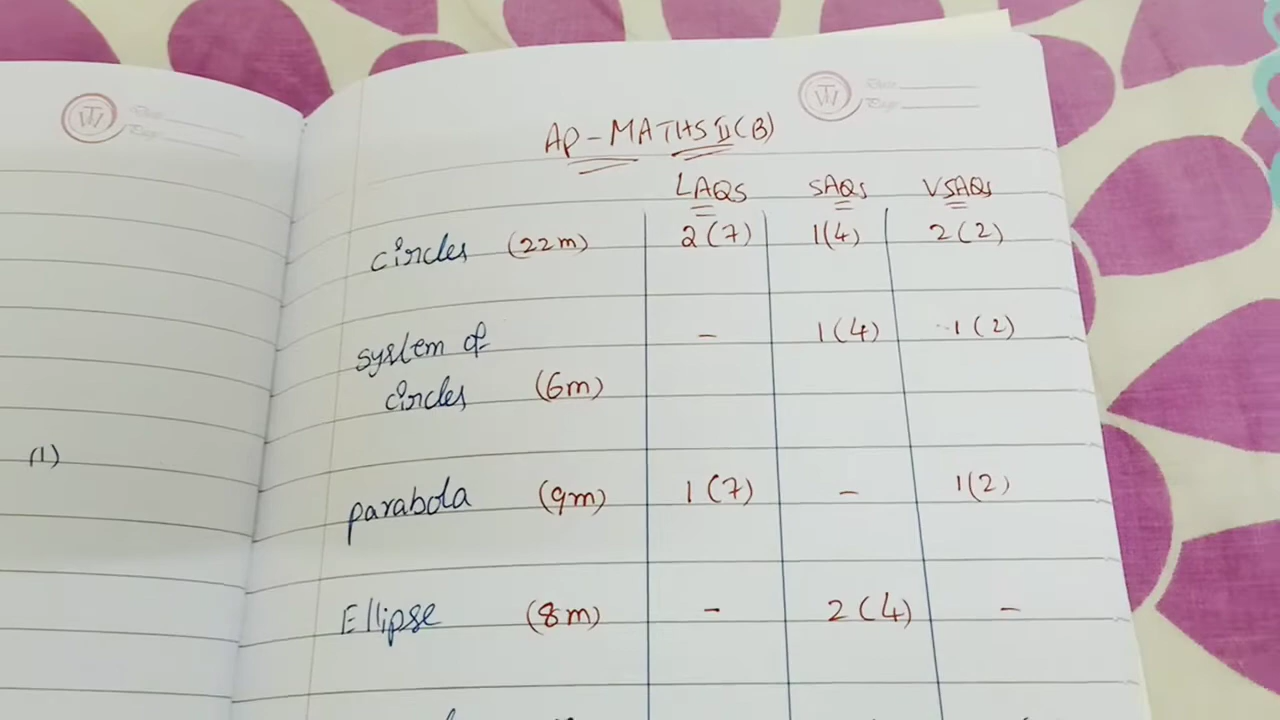 AP-MATHS II (B)
LAQS SAQs VSAQs
circles (22m) 2(7) 1(4) 2(2)
system of - 1(4) 1(2)
circles (6m)
parabola (9m) 1(7) - 1(2)
Ellipse (8m) - 2(4) -
(1)